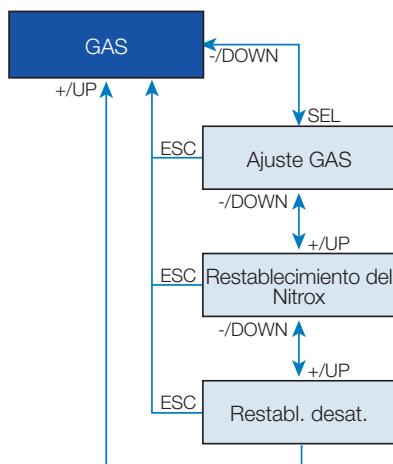 GAS
-/DOWN
+/UP
SEL
ESC
Ajuste GAS
-/DOWN
+/UP
ESC
Restablecimiento del
Nitrox
-/DOWN
+/UP
ESC
Restabl. desat.